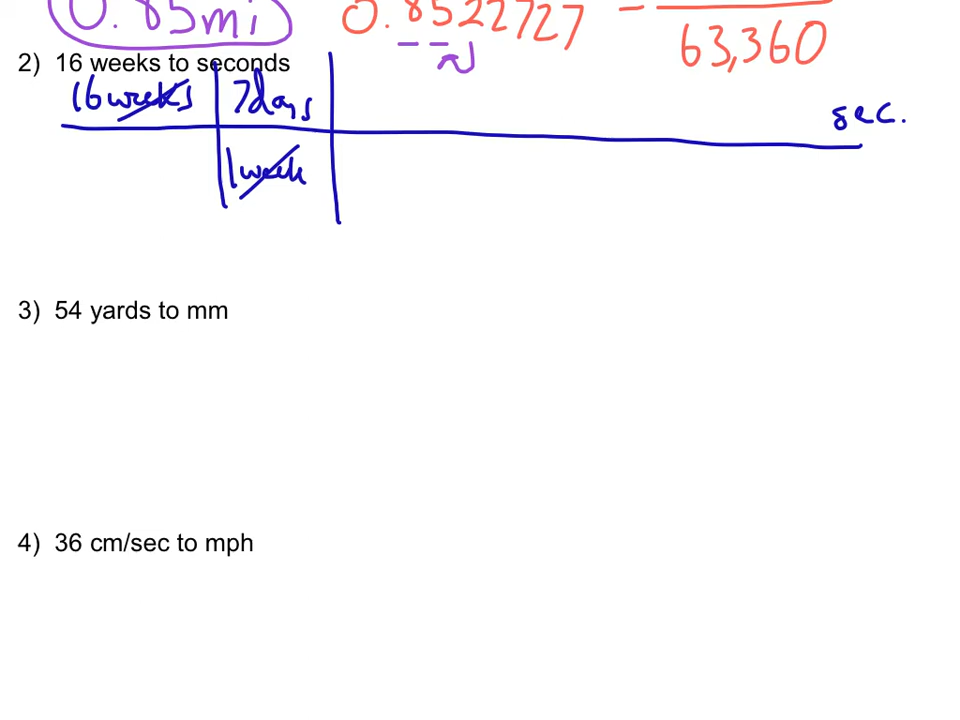 0.85mi 0.8522727 =
63,360
2) 16 weeks to seconds
16 weeks 7 days sec.
1 week
3) 54 yards to mm
4) 36 cm/sec to mph